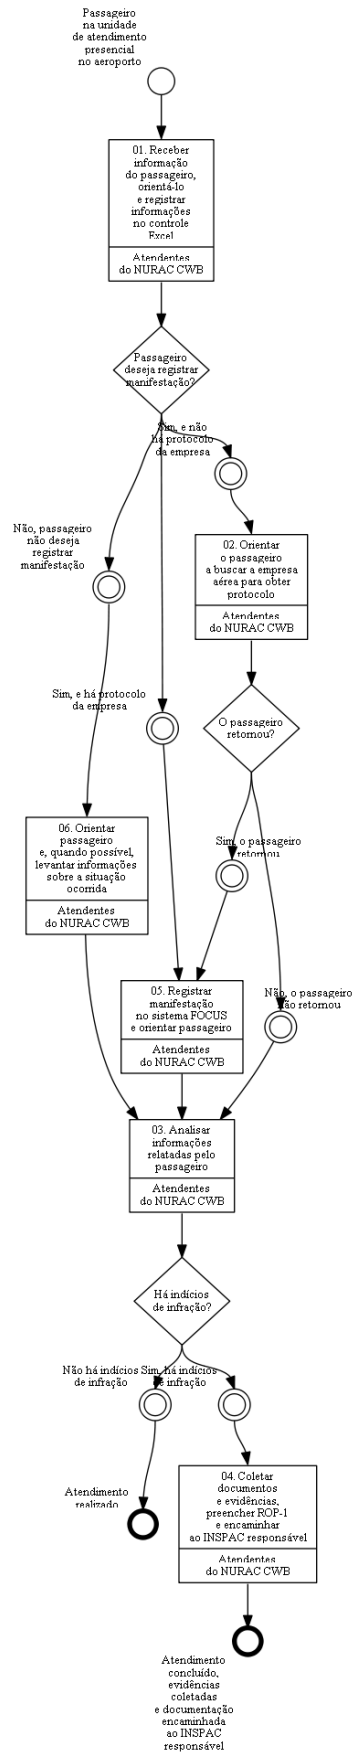 Passageiro
na unidade
de atendimento
presencial
no aeroporto
01. Receber
informação
do passageiro,
orientá-lo
e registrar
informações
no controle
Excel
Atendentes
do NURAC CWB
Passageiro
deseja registrar
manifestação?
Sim, e não
há protocolo
da empresa
Não, passageiro
não deseja
registrar
manifestação
02. Orientar
o passageiro
a buscar a empresa
aérea para obter
protocolo
Atendentes
do NURAC CWB
Sim, e há protocolo
da empresa
O passageiro
retornou?
06. Orientar
passageiro
e, quando possível,
levantar informações
sobre a situação
ocorrida
Atendentes
do NURAC CWB
Sim, o passageiro
retornou
Não, o passageiro
não retornou
05. Registrar
manifestação
no sistema FOCUS
e orientar passageiro
Atendentes
do NURAC CWB
03. Analisar
informações
relatadas pelo
passageiro
Atendentes
do NURAC CWB
Há indícios
de infração?
Não há indícios
de infração
Sim, há indícios
de infração
Atendimento
realizado
04. Coletar
documentos
e evidências,
preencher ROP-1
e encaminhar
ao INSPAC responsável
Atendentes
do NURAC CWB
Atendimento
concluído,
evidências
coletadas
e documentação
encaminhada
ao INSPAC
responsável